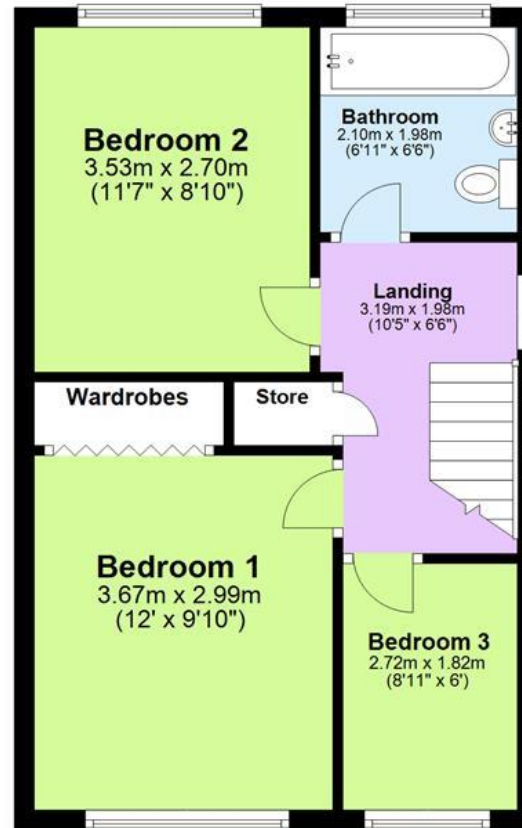 Bedroom 2
3.53m x 2.70m
(11'7" x 8'10")
Bathroom
2.10m x 1.98m
(6'11" x 6'6")
Landing
3.19m x 1.98m
(10'5" x 6'6")
Wardrobes
Store
Bedroom 1
3.67m x 2.99m
(12' x 9'10")
Bedroom 3
2.72m x 1.82m
(8'11" x 6')